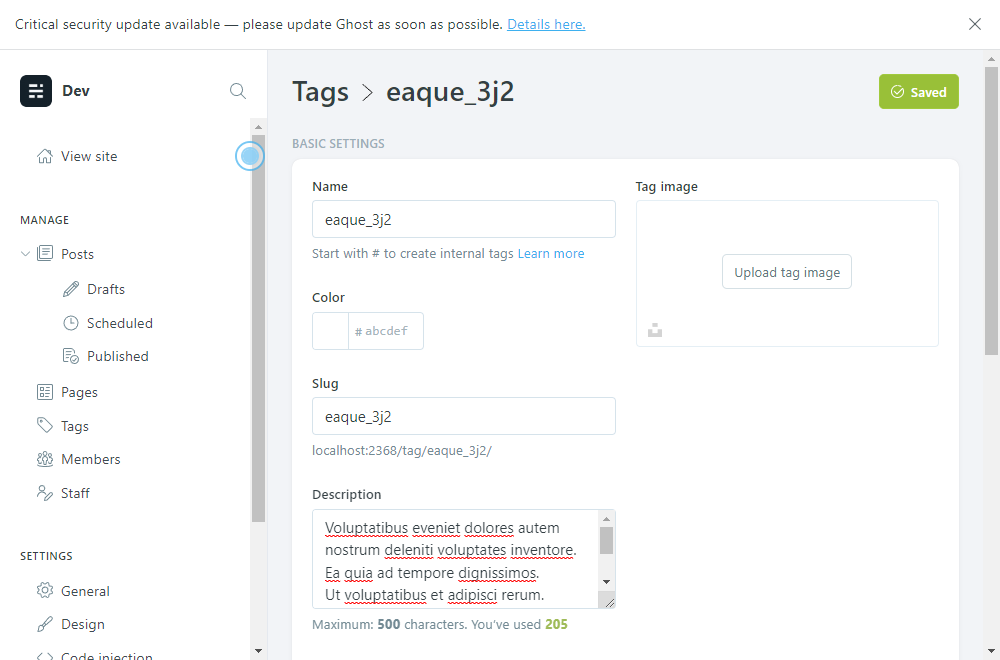 Critical security update available — please update Ghost as soon as possible. Details here.
Dev
View site
MANAGE
Posts
Drafts
Scheduled
Published
Pages
Tags
Members
Staff
SETTINGS
General
Design
Code injection
Tags > eaque_3j2
Saved
BASIC SETTINGS
Name
eaque_3j2
Start with # to create internal tags Learn more
Color
# abcdef
Slug
eaque_3j2
localhost:2368/tag/eaque_3j2/
Description
Voluptatibus eveniet dolores autem
nostrum deleniti voluptates inventore.
Ea quia ad tempore dignissimos.
Ut voluptatibus et adipisci rerum.
Maximum: 500 characters. You've used 205
Tag image
Upload tag image